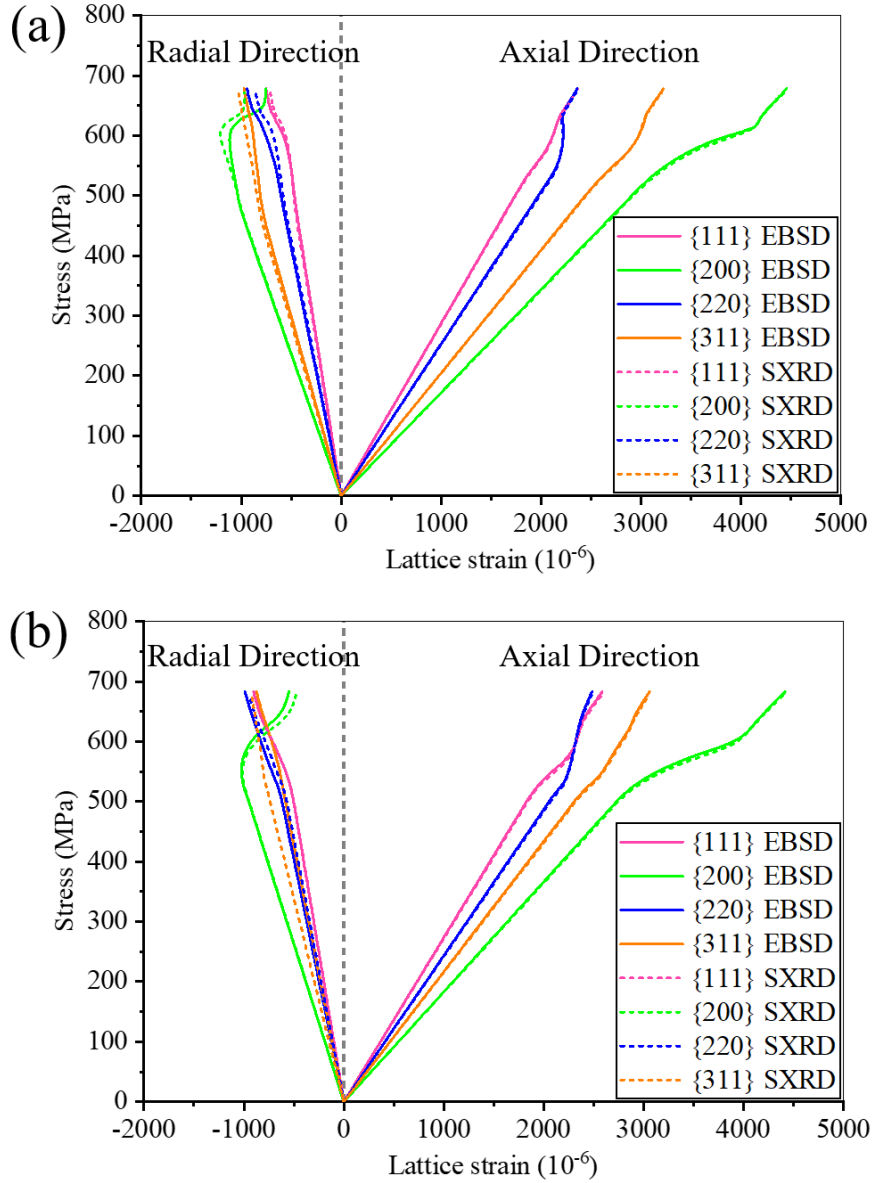 (a)
800
700
600
500
400
300
200
100
0
Stress (MPa)
Radial Direction
Axial Direction
{111} EBSD
{200} EBSD
{220} EBSD
{311} EBSD
{111} SXRD
{200} SXRD
{220} SXRD
{311} SXRD
-2000 -1000 0 1000 2000 3000 4000 5000
Lattice strain (10⁻⁶)
(b)
800
700
600
500
400
300
200
100
0
Stress (MPa)
Radial Direction
Axial Direction
{111} EBSD
{200} EBSD
{220} EBSD
{311} EBSD
{111} SXRD
{200} SXRD
{220} SXRD
{311} SXRD
-2000 -1000 0 1000 2000 3000 4000 5000
Lattice strain (10⁻⁶)